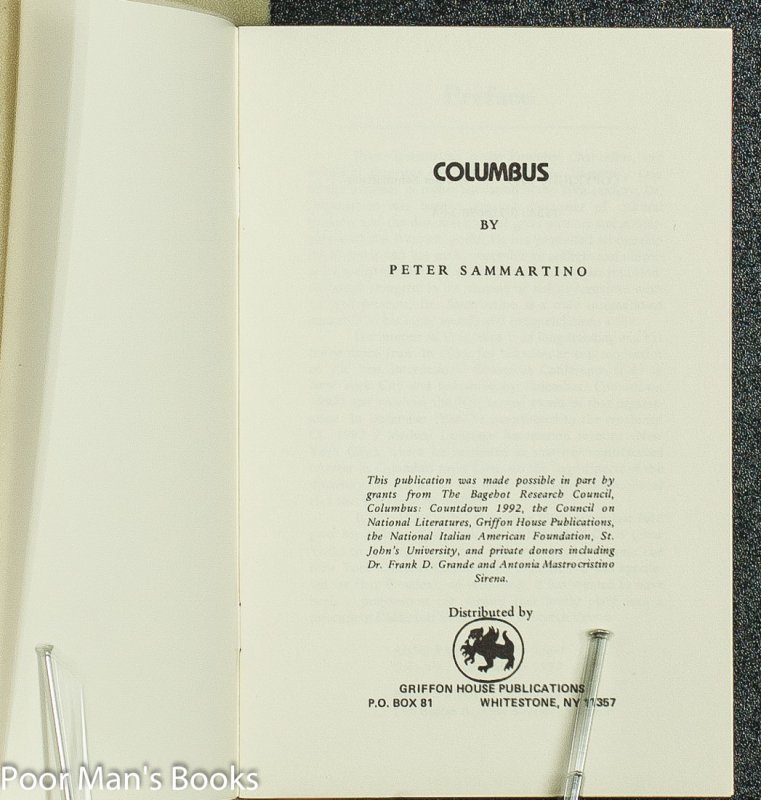 COLUMBUS
BY
PETER SAMMARTINO
This publication was made possible in part by
grants from The Bagehot Research Council,
Columbus: Countdown 1992, the Council on
National Literatures, Griffon House Publications,
the National Italian American Foundation, St.
John's University, and private donors including
Dr. Frank D. Grande and Antonia Mastrocristino
Sirena.
Distributed by
GRIFFON HOUSE PUBLICATIONS
P.O. BOX 81 WHITESTONE, NY 11357
Poor Man's Books